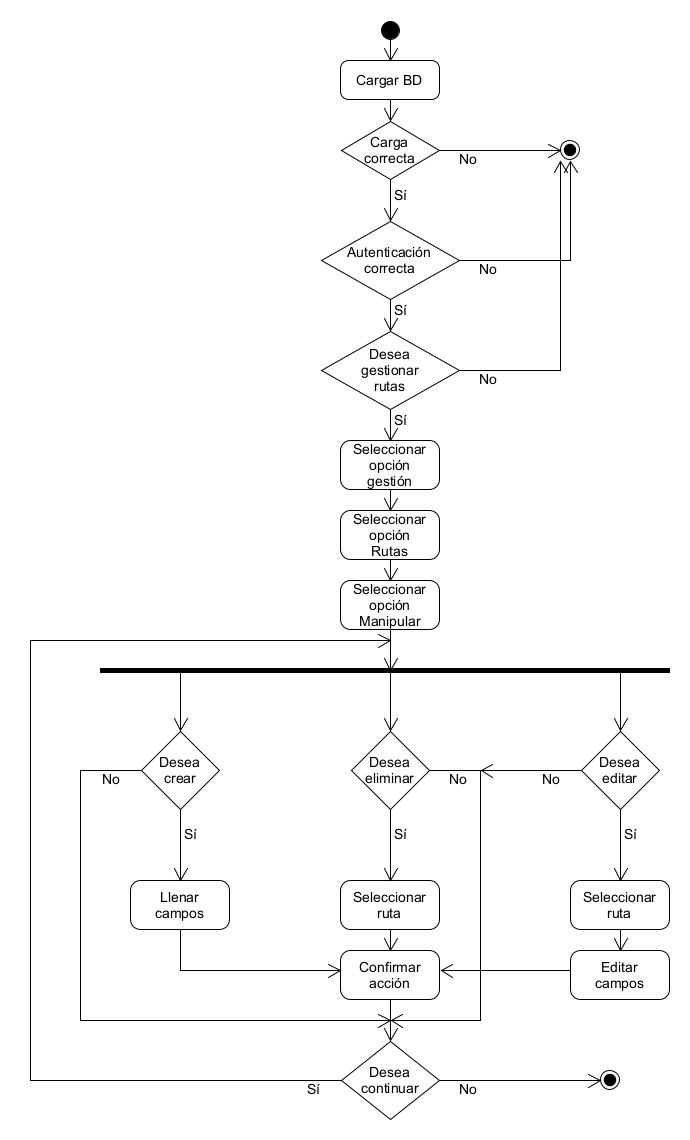 Cargar BD
Carga
correcta
No
Sí
Autenticación
correcta
No
Sí
Desea
gestionar
rutas
No
Sí
Seleccionar
opción
gestión
Seleccionar
opción
Rutas
Seleccionar
opción
Manipular
Desea
crear
No
Sí
Desea
eliminar
No
Sí
Desea
editar
No
Sí
Llenar
campos
Seleccionar
ruta
Seleccionar
ruta
Confirmar
acción
Editar
campos
Desea
continuar
Sí
No